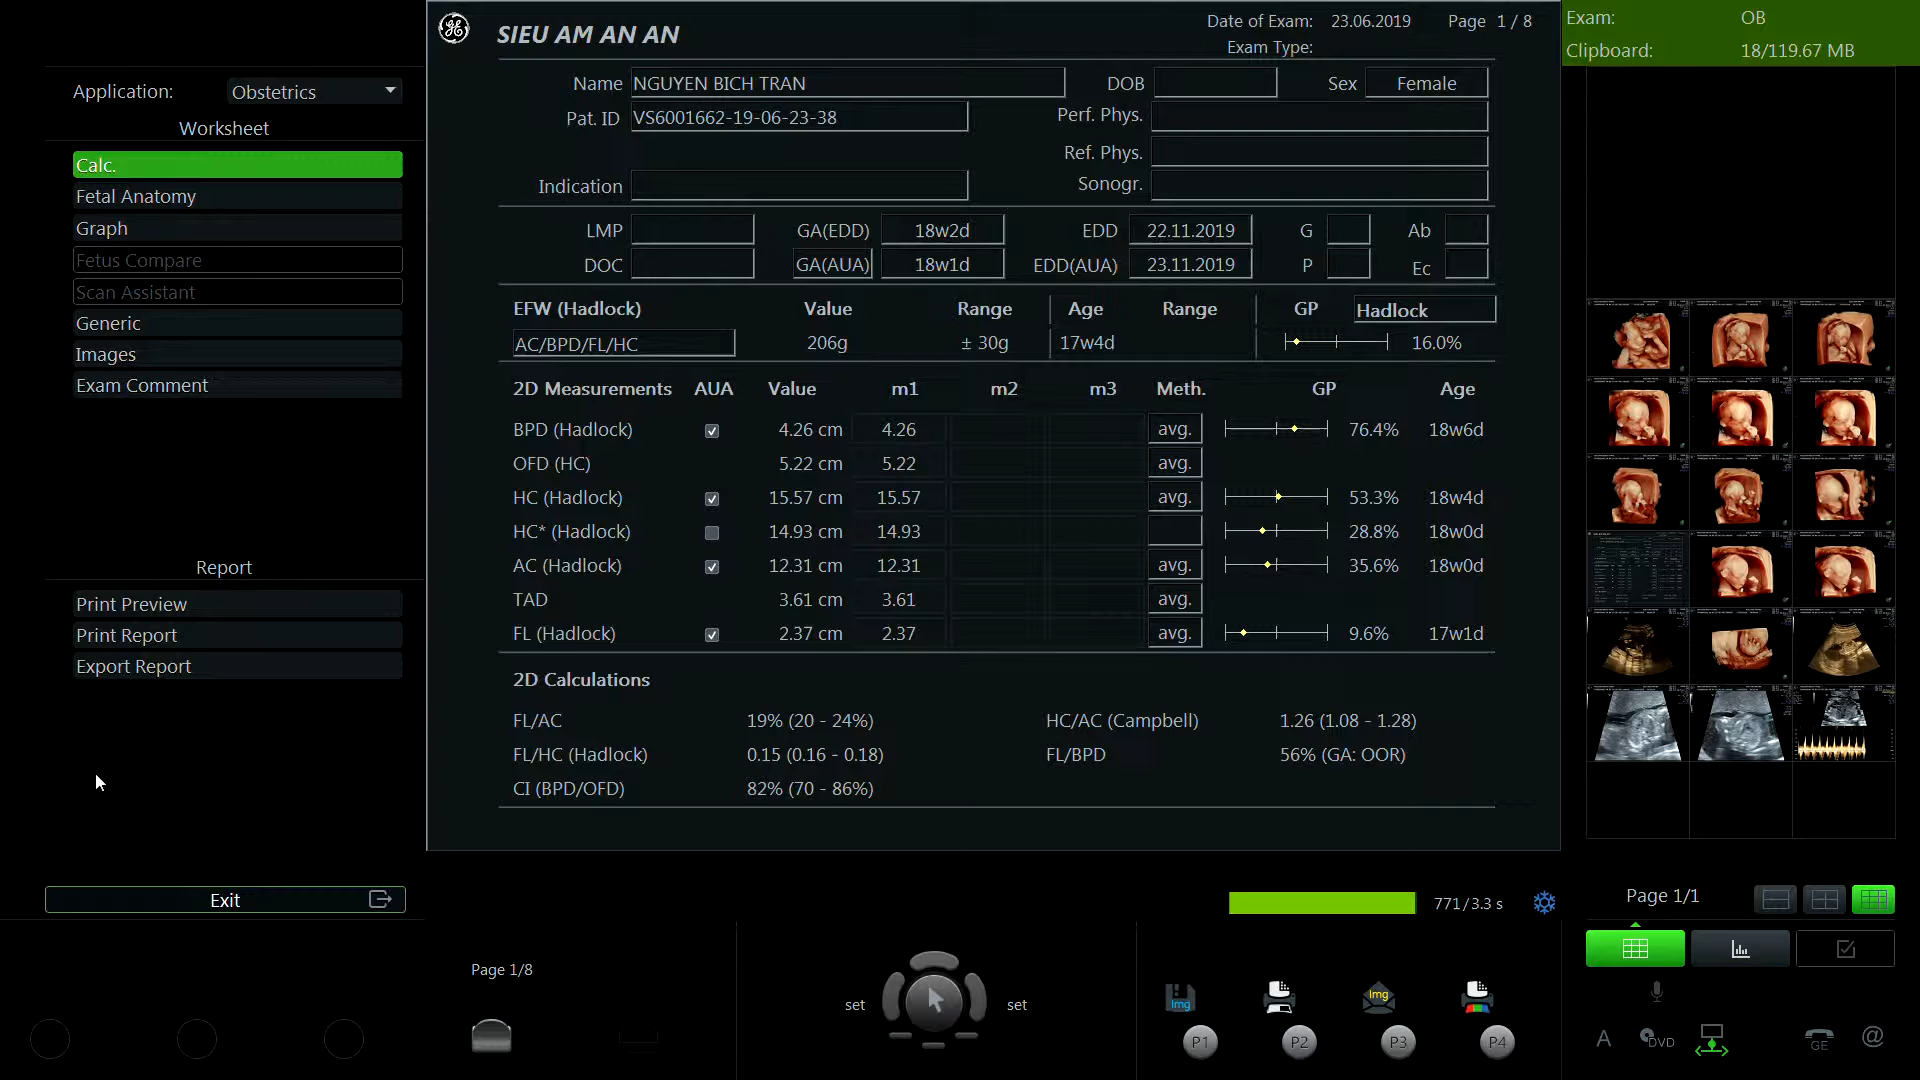 SIEU AM AN AN
Date of Exam: 23.06.2019 Page 1 / 8
Exam Type:
Exam: OB
Clipboard: 18/119.67 MB
Application: Obstetrics
Worksheet
Calc.
Fetal Anatomy
Graph
Fetus Compare
Scan Assistant
Generic
Images
Exam Comment
Report
Print Preview
Print Report
Export Report
Exit
Name NGUYEN BICH TRAN DOB Sex Female
Pat. ID VS6001662-19-06-23-38 Perf. Phys.
Ref. Phys.
Indication Sonogr.
LMP GA(EDD) 18w2d EDD 22.11.2019 G Ab
DOC GA(AUA) 18w1d EDD(AUA) 23.11.2019 P Ec
EFW (Hadlock) Value Range Age Range GP Hadlock
AC/BPD/FL/HC 206g ± 30g 17w4d 16.0%
2D Measurements AUA Value m1 m2 m3 Meth. GP Age
BPD (Hadlock) 4.26 cm 4.26 avg. 76.4% 18w6d
OFD (HC) 5.22 cm 5.22 avg.
HC (Hadlock) 15.57 cm 15.57 avg. 53.3% 18w4d
HC* (Hadlock) 14.93 cm 14.93 28.8% 18w0d
AC (Hadlock) 12.31 cm 12.31 avg. 35.6% 18w0d
TAD 3.61 cm 3.61 avg.
FL (Hadlock) 2.37 cm 2.37 avg. 9.6% 17w1d
2D Calculations
FL/AC 19% (20 - 24%) HC/AC (Campbell) 1.26 (1.08 - 1.28)
FL/HC (Hadlock) 0.15 (0.16 - 0.18) FL/BPD 56% (GA: OOR)
CI (BPD/OFD) 82% (70 - 86%)
771/3.3 s
Page 1/1
Page 1/8
set set
Img Img
P1 P2 P3 P4
A DVD GE @